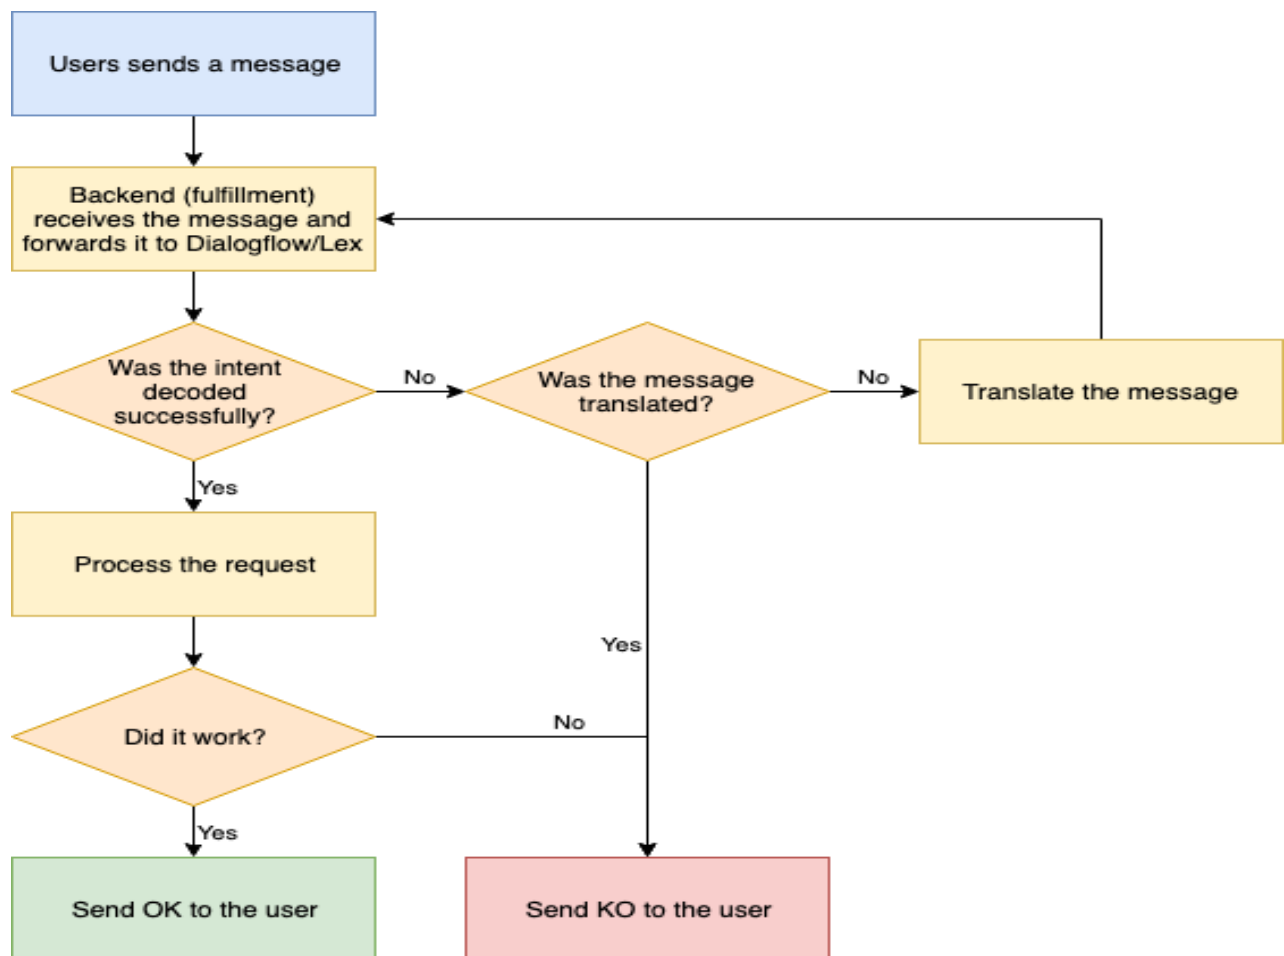 Users sends a message
Backend (fulfillment)
receives the message and
forwards it to Dialogflow/Lex
Was the intent
decoded
successfully?
No
Was the message
translated?
No
Translate the message
Yes
Process the request
Yes
Did it work?
No
Yes
Send OK to the user
Send KO to the user